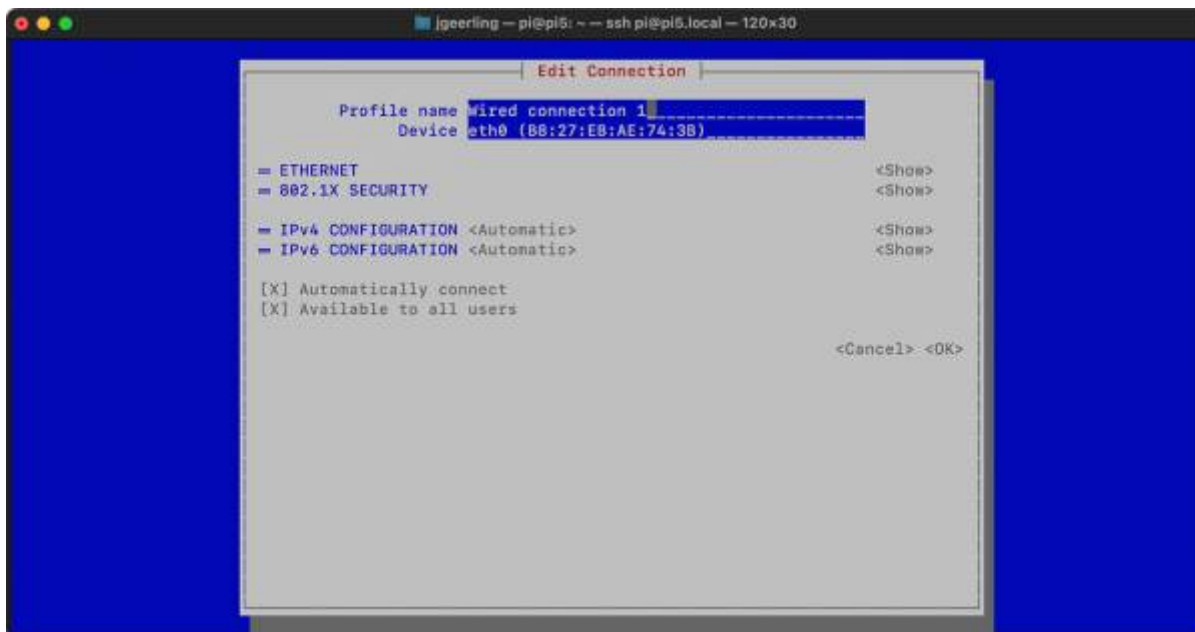 jgeerling — pi@pi5: ~ — ssh pi@pi5.local — 120×30
Edit Connection
Profile name Wired connection 1
Device eth0 (B8:27:EB:AE:74:3B)
= ETHERNET <Show>
= 802.1X SECURITY <Show>
= IPv4 CONFIGURATION <Automatic> <Show>
= IPv6 CONFIGURATION <Automatic> <Show>
[X] Automatically connect
[X] Available to all users
<Cancel> <OK>